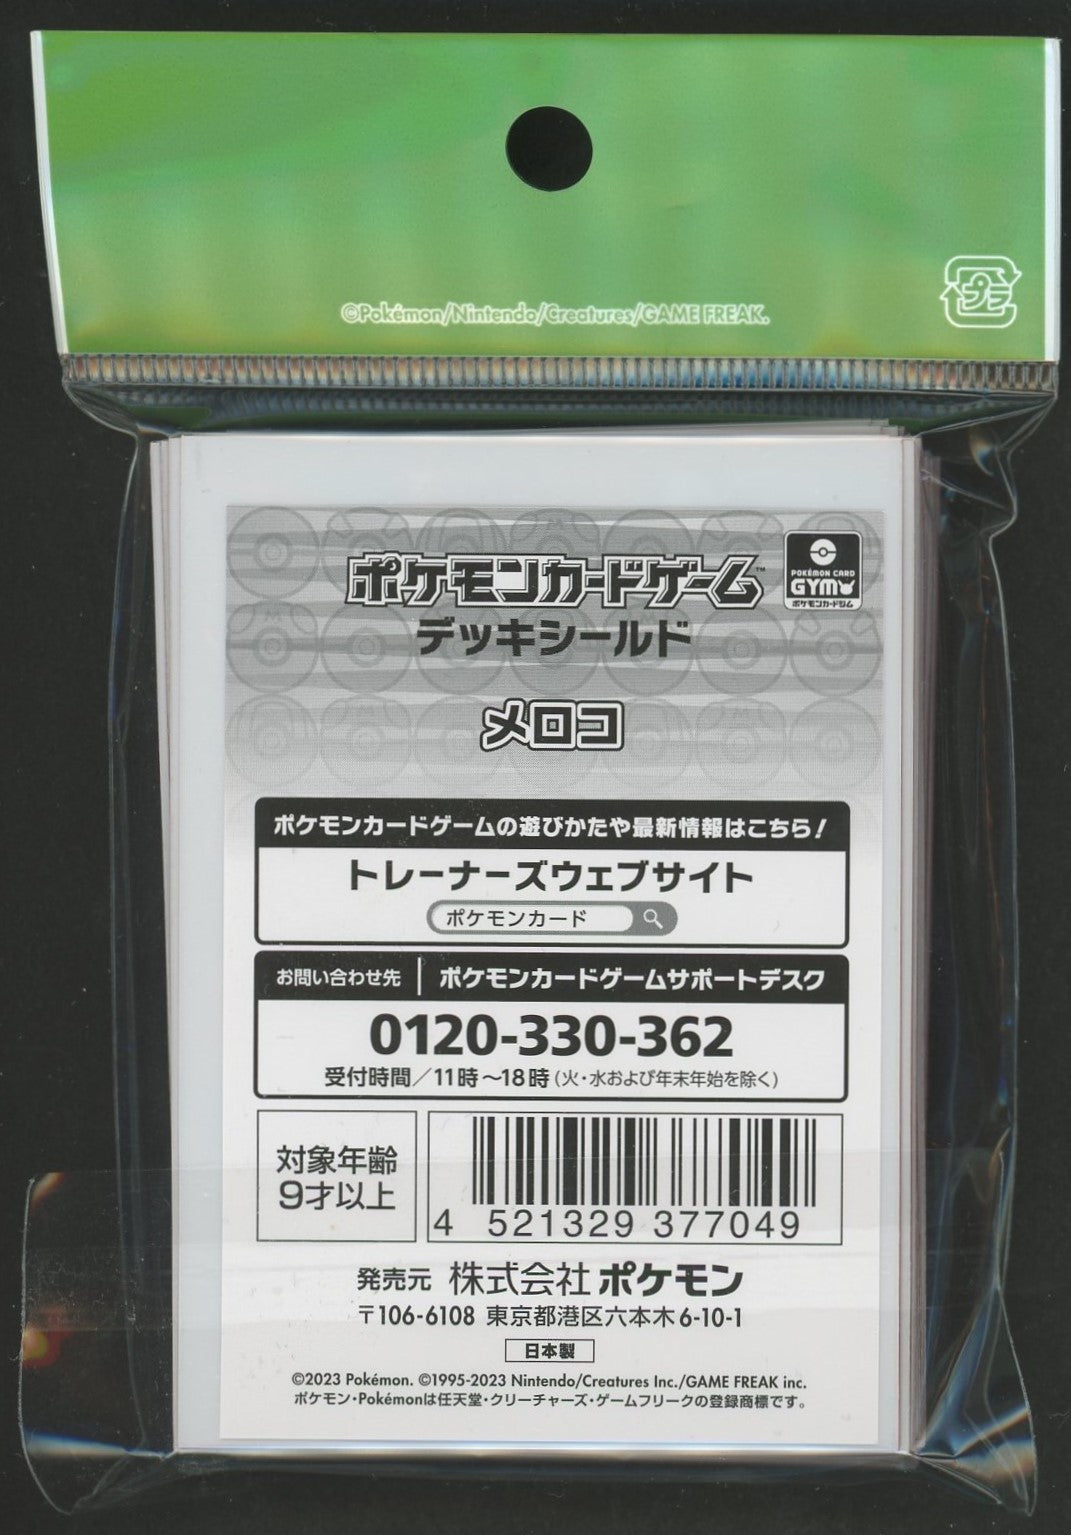 ©Pokémon/Nintendo/Creatures/GAME FREAK.
プラ
ポケモンカードゲーム™
POKÉMON CARD
GYM
ポケモンカードジム
デッキシールド
メロコ
ポケモンカードゲームの遊びかたや最新情報はこちら!
トレーナーズウェブサイト
ポケモンカード
お問い合わせ先 ポケモンカードゲームサポートデスク
0120-330-362
受付時間/11時~18時(火・水および年末年始を除く)
対象年齢
9才以上
4 521329 377049
発売元 株式会社ポケモン
〒106-6108 東京都港区六本木6-10-1
日本製
©2023 Pokémon. ©1995-2023 Nintendo/Creatures Inc./GAME FREAK inc.
ポケモン・Pokémonは任天堂・クリーチャーズ・ゲームフリークの登録商標です。